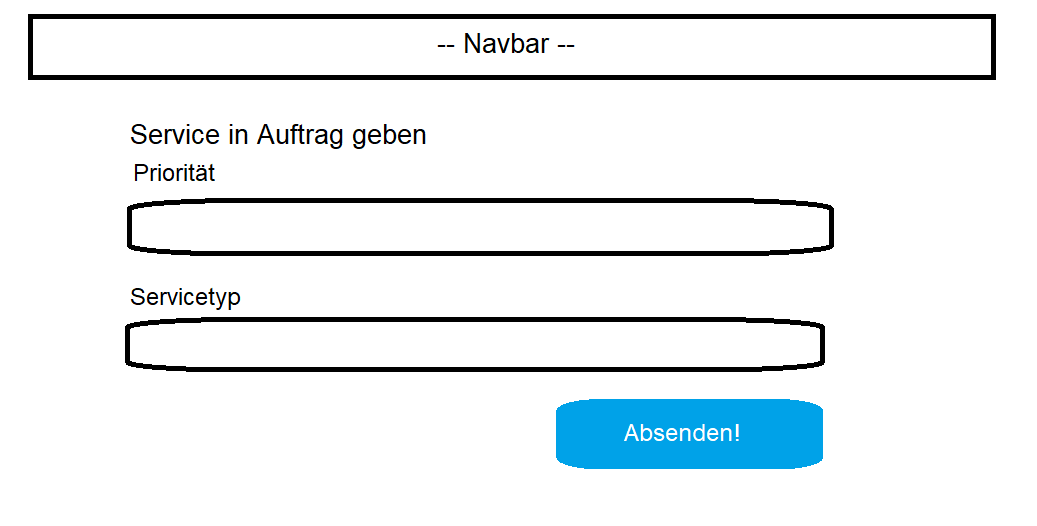 -- Navbar --
Service in Auftrag geben
Priorität
Servicetyp
Absenden!